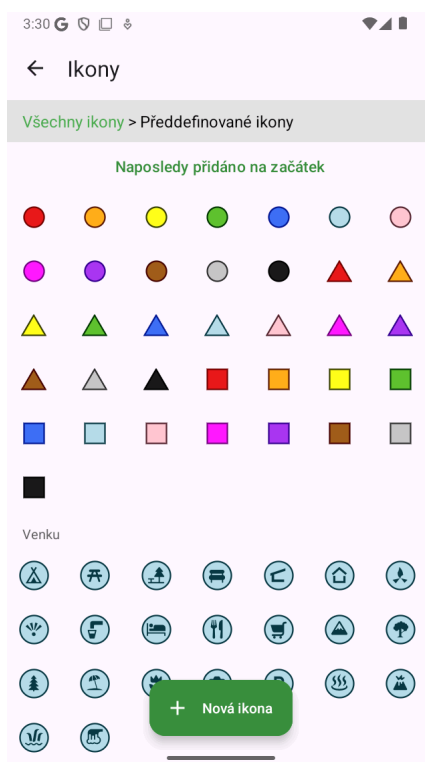 3:30
Ikony
Všechny ikony > Předdefinované ikony
Naposledy přidáno na začátek
Venku
Nová ikona